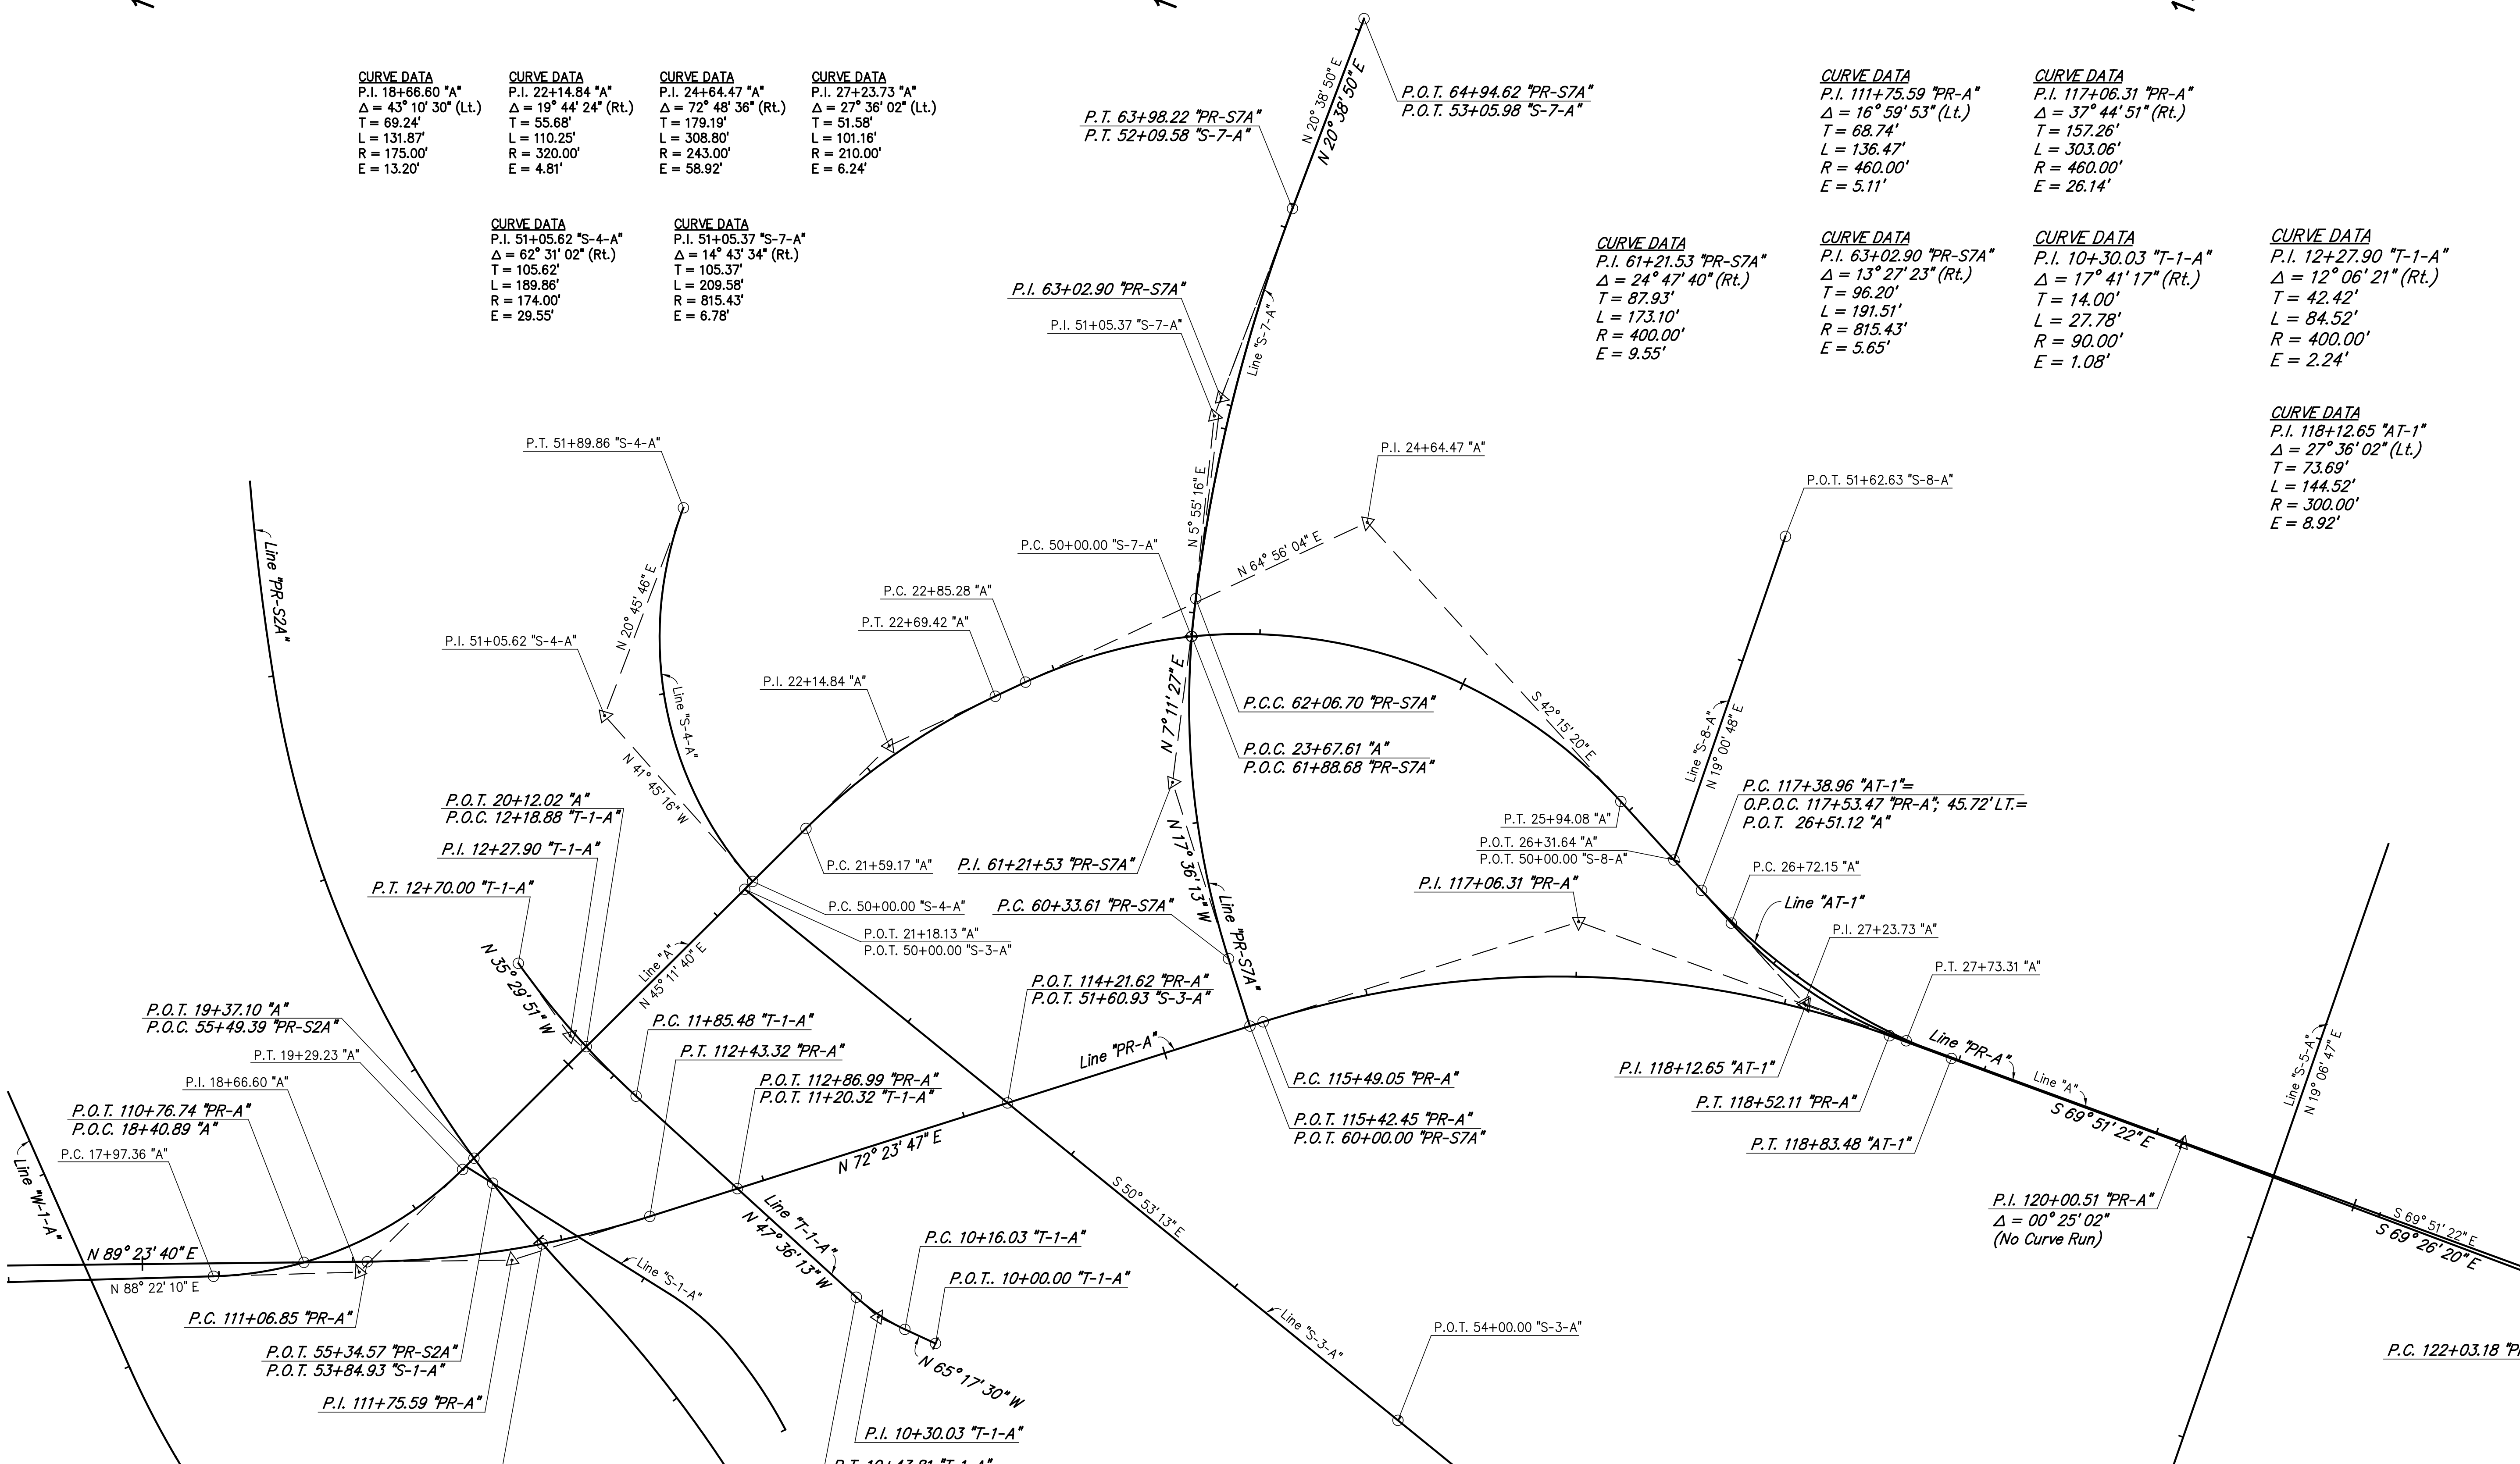 CURVE DATA
P.I. 18+66.60 "A"
Δ = 43° 10' 30" (Lt.)
T = 69.24'
L = 131.87'
R = 175.00'
E = 13.20'
CURVE DATA
P.I. 22+14.84 "A"
Δ = 19° 44' 24" (Rt.)
T = 55.68'
L = 110.25'
R = 320.00'
E = 4.81'
CURVE DATA
P.I. 24+64.47 "A"
Δ = 72° 48' 36" (Rt.)
T = 179.19'
L = 308.80'
R = 243.00'
E = 58.92'
CURVE DATA
P.I. 27+23.73 "A"
Δ = 27° 36' 02" (Lt.)
T = 51.58'
L = 101.16'
R = 210.00'
E = 6.24'
CURVE DATA
P.I. 51+05.62 "S-4-A"
Δ = 62° 31' 02" (Rt.)
T = 105.62'
L = 189.86'
R = 174.00'
E = 29.55'
CURVE DATA
P.I. 51+05.37 "S-7-A"
Δ = 14° 43' 34" (Rt.)
T = 105.37'
L = 209.58'
R = 815.43'
E = 6.78'
CURVE DATA
P.I. 111+75.59 "PR-A"
Δ = 16° 59' 53" (Lt.)
T = 68.74'
L = 136.47'
R = 460.00'
E = 5.11'
CURVE DATA
P.I. 117+06.31 "PR-A"
Δ = 37° 44' 51" (Rt.)
T = 157.26'
L = 303.06'
R = 460.00'
E = 26.14'
CURVE DATA
P.I. 61+21.53 "PR-S7A"
Δ = 24° 47' 40" (Rt.)
T = 87.93'
L = 173.10'
R = 400.00'
E = 9.55'
CURVE DATA
P.I. 63+02.90 "PR-S7A"
Δ = 13° 27' 23" (Rt.)
T = 96.20'
L = 191.51'
R = 815.43'
E = 5.65'
CURVE DATA
P.I. 10+30.03 "T-1-A"
Δ = 17° 41' 17" (Rt.)
T = 14.00'
L = 27.78'
R = 90.00'
E = 1.08'
CURVE DATA
P.I. 12+27.90 "T-1-A"
Δ = 12° 06' 21" (Rt.)
T = 42.42'
L = 84.52'
R = 400.00'
E = 2.24'
CURVE DATA
P.I. 118+12.65 "AT-1"
Δ = 27° 36' 02" (Lt.)
T = 73.69'
L = 144.52'
R = 300.00'
E = 8.92'
P.O.T. 64+94.62 "PR-S7A"
P.O.T. 53+05.98 "S-7-A"
N 20° 38' 50" E
N 20° 38' 50" E
P.T. 63+98.22 "PR-S7A"
P.T. 52+09.58 "S-7-A"
P.I. 63+02.90 "PR-S7A"
P.I. 51+05.37 "S-7-A"
Line "S-7-A"
N 5° 55' 16" E
P.C. 50+00.00 "S-7-A"
N 64° 56' 04" E
P.I. 24+64.47 "A"
P.O.T. 51+62.63 "S-8-A"
P.T. 51+89.86 "S-4-A"
Line "PR-S2A"
N 20° 45' 46" E
P.I. 51+05.62 "S-4-A"
Line "S-4-A"
N 41° 45' 16" W
P.C. 22+85.28 "A"
P.T. 22+69.42 "A"
P.I. 22+14.84 "A"
N 7° 11' 27" E
P.C.C. 62+06.70 "PR-S7A"
P.O.C. 23+67.61 "A"
P.O.C. 61+88.68 "PR-S7A"
S 42° 15' 20" E
Line "S-8-A"
N 19° 00' 48" E
P.C. 117+38.96 "AT-1"=
O.P.O.C. 117+53.47 "PR-A"; 45.72' LT.=
P.O.T. 26+51.12 "A"
P.O.T. 20+12.02 "A"
P.O.C. 12+18.88 "T-1-A"
P.I. 12+27.90 "T-1-A"
P.T. 12+70.00 "T-1-A"
P.C. 21+59.17 "A"
P.I. 61+21+53 "PR-S7A"
P.T. 25+94.08 "A"
P.O.T. 26+31.64 "A"
P.O.T. 50+00.00 "S-8-A"
P.C. 26+72.15 "A"
P.I. 117+06.31 "PR-A"
N 17° 36' 13" W
Line "PR-S7A"
P.C. 60+33.61 "PR-S7A"
P.C. 50+00.00 "S-4-A"
P.O.T. 21+18.13 "A"
P.O.T. 50+00.00 "S-3-A"
Line "AT-1"
P.I. 27+23.73 "A"
P.T. 27+73.31 "A"
Line "A"
N 45° 11' 40" E
N 35° 29' 51" W
P.O.T. 114+21.62 "PR-A"
P.O.T. 51+60.93 "S-3-A"
P.O.T. 19+37.10 "A"
P.O.C. 55+49.39 "PR-S2A"
P.T. 19+29.23 "A"
P.I. 18+66.60 "A"
P.O.T. 110+76.74 "PR-A"
P.O.C. 18+40.89 "A"
P.C. 17+97.36 "A"
P.C. 11+85.48 "T-1-A"
P.T. 112+43.32 "PR-A"
P.O.T. 112+86.99 "PR-A"
P.O.T. 11+20.32 "T-1-A"
Line "PR-A"
N 72° 23' 47" E
P.C. 115+49.05 "PR-A"
P.O.T. 115+42.45 "PR-A"
P.O.T. 60+00.00 "PR-S7A"
P.I. 118+12.65 "AT-1"
P.T. 118+52.11 "PR-A"
P.T. 118+83.48 "AT-1"
Line "PR-A"
Line "A"
S 69° 51' 22" E
Line "S-5-A"
N 19° 06' 47" E
Line "W-1-A"
N 89° 23' 40" E
N 88° 22' 10" E
P.C. 111+06.85 "PR-A"
P.O.T. 55+34.57 "PR-S2A"
P.O.T. 53+84.93 "S-1-A"
P.I. 111+75.59 "PR-A"
Line "S-1-A"
Line "T-1-A"
N 47° 36' 13" W
P.C. 10+16.03 "T-1-A"
P.O.T.. 10+00.00 "T-1-A"
N 65° 17' 30" W
P.I. 10+30.03 "T-1-A"
P.T. 10+43.81 "T-1-A"
S 50° 53' 13" E
Line "S-3-A"
P.O.T. 54+00.00 "S-3-A"
P.I. 120+00.51 "PR-A"
Δ = 00° 25' 02"
(No Curve Run)
S 69° 51' 22" E
S 69° 26' 20" E
P.C. 122+03.18